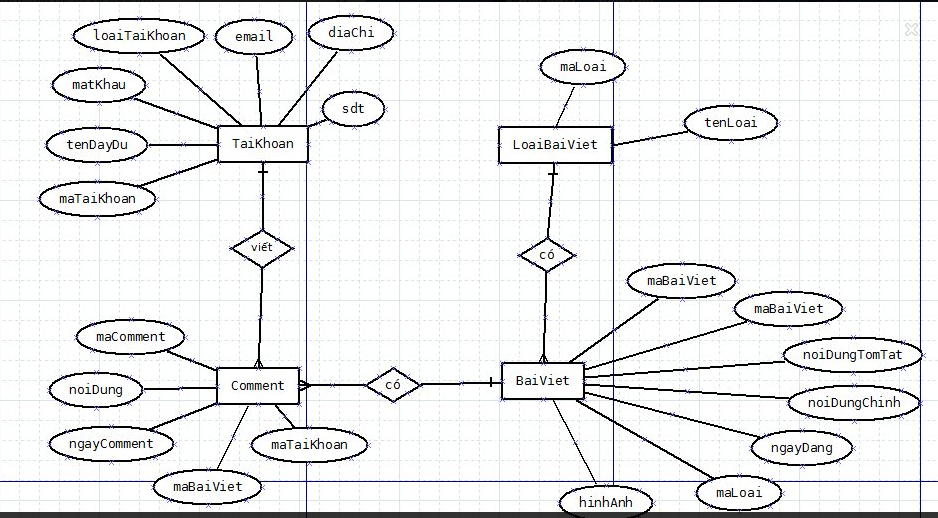 loaiTaiKhoan
email
diaChi
matKhau
sdt
tenDayDu
TaiKhoan
maTaiKhoan
viết
maLoai
tenLoai
LoaiBaiViet
có
maBaiViet
maBaiViet
noiDungTomTat
noiDungChinh
ngayDang
maLoai
hinhAnh
BaiViet
có
maComment
noiDung
Comment
ngayComment
maTaiKhoan
maBaiViet